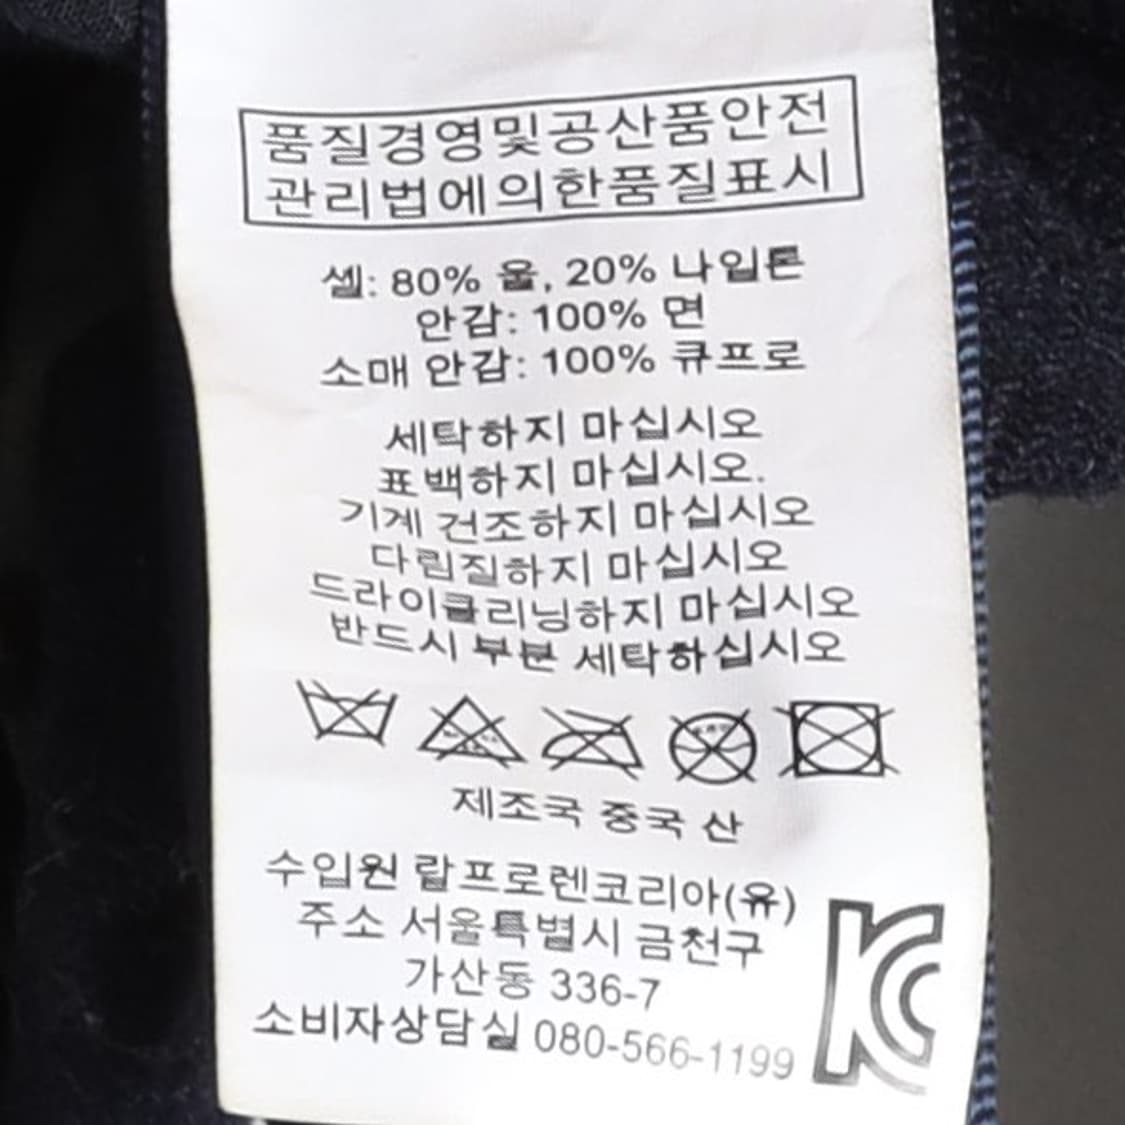 품질경영및공산품안전
관리법에의한품질표시
셸: 80% 울, 20% 나일론
안감: 100% 면
소매 안감: 100% 큐프로
세탁하지 마십시오
표백하지 마십시오.
기계 건조하지 마십시오
다림질하지 마십시오
드라이클리닝하지 마십시오
반드시 부분 세탁하십시오
제조국 중국 산
수입원 랄프로렌코리아(유)
주소 서울특별시 금천구
가산동 336-7
소비자상담실 080-566-1199
KC